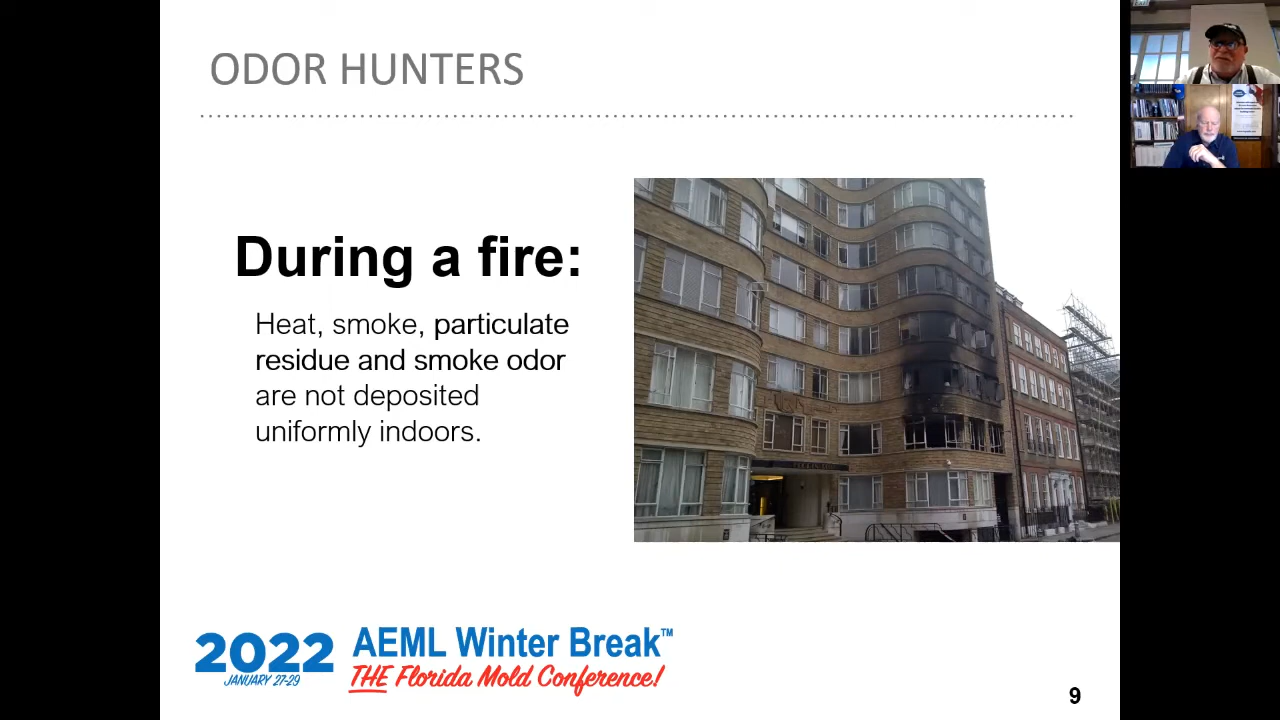 ODOR HUNTERS
During a fire:
Heat, smoke, particulate
residue and smoke odor
are not deposited
uniformly indoors.
2022
JANUARY 27-29
AEML Winter Break™
THE Florida Mold Conference!
9